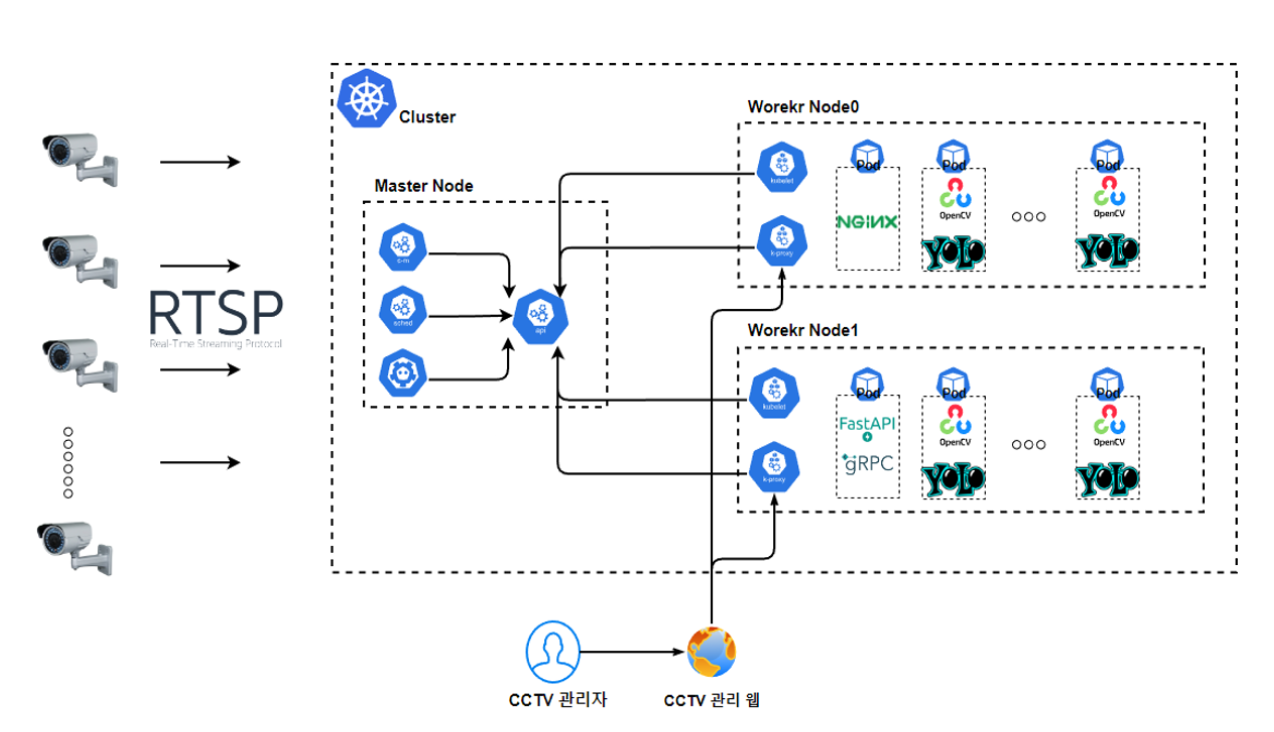 Cluster
Master Node
c-m
sched
api
RTSP
Real-Time Streaming Protocol
Worekr Node0
kubelet
k-proxy
Pod
NGINX
Pod
OpenCV
YOLO
Pod
OpenCV
YOLO
Worekr Node1
kubelet
k-proxy
Pod
FastAPI
gRPC
Pod
OpenCV
YOLO
Pod
OpenCV
YOLO
CCTV 관리자
CCTV 관리 웹